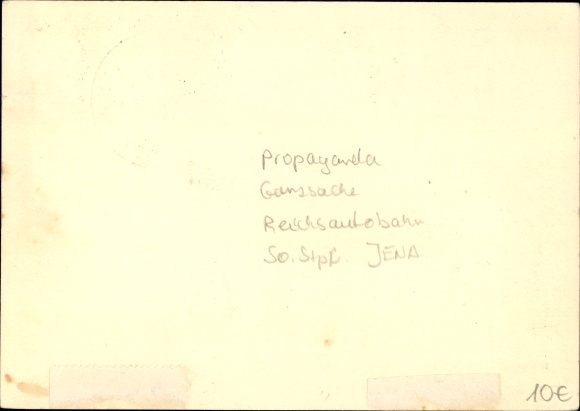 Propaganda
Ganzsache
Reichsautobahn
So. Stpl. JENA
10€